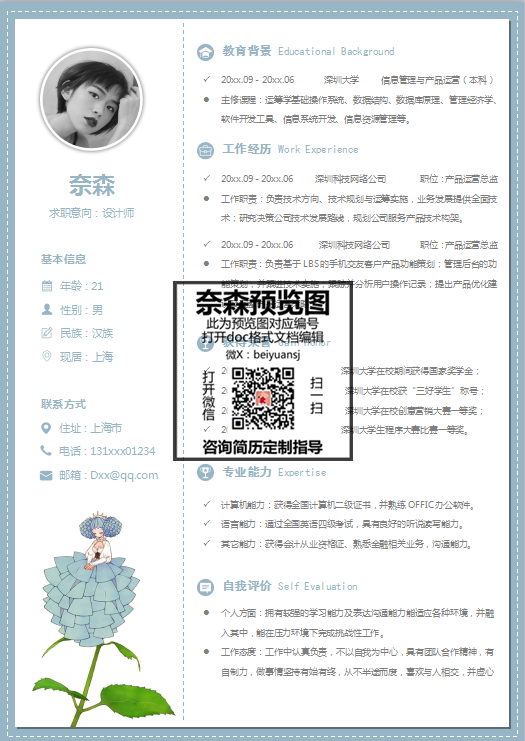 奈森
求职意向：设计师
基本信息
年龄：21
性别：男
民族：汉族
现居：上海
联系方式
住址：上海市
电话：131xxx01234
邮箱：Dxx@qq.com
教育背景 Educational Background
20xx.09 - 20xx.06 深圳大学 信息管理与产品运营（本科）
主修课程：运筹学基础操作系统、数据结构、数据库原理、管理经济学、
软件开发工具、信息系统开发、信息资源管理等。
工作经历 Work Experience
20xx.09 - 20xx.06 深圳科技网络公司 职位：产品运营总监
工作职责：负责技术方向、技术规划与运筹实施，业务发展提供全面技
术；研究决策公司技术发展路线，规划公司服务产品技术构架。
20xx.09 - 20xx.06 深圳科技网络公司 职位：产品运营总监
工作职责：负责基于 LBS的手机交友客户产品功能策划；管理后台的功
分析用户操作记录；提出产品优化建
深圳大学在校期间获得国家奖学金；
深圳大学在校获“三好学生”称号；
深圳大学在校创意营销大赛一等奖；
深圳大学生程序大赛比赛一等奖。
奈森预览图
此为预览图对应编号
打开doc格式文档编辑
微X：beiyuansj
打开微信
扫一扫
咨询简历定制指导
专业能力 Expertise
计算机能力：获得全国计算机二级证书，并熟练 OFFIC办公软件。
语言能力：通过全国英语四级考试，具有良好的听说读写能力。
其它能力：获得会计从业资格证、熟悉金融相关业务，沟通能力。
自我评价 Self Evaluation
个人方面：拥有较强的学习能力及表达沟通能力能适应各种环境，并融
入其中，能在压力环境下完成挑战性工作。
工作态度：工作中认真负责，不以自我为中心，具有团队合作精神，有
自制力，做事情坚持有始有终，从不半途而废，喜欢与人相交，并虚心